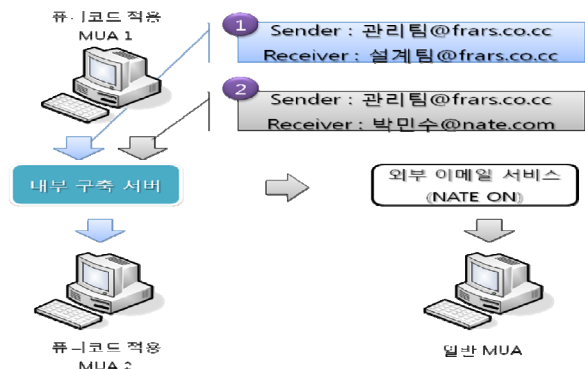 퓨니코드 적용
MUA 1
1
Sender : 관리팀@frars.co.cc
Receiver : 설계팀@frars.co.cc
2
Sender : 관리팀@frars.co.cc
Receiver : 박민수@nate.com
내부 구축 서버
외부 이메일 서비스
(NATE ON)
퓨니코드 적용
MUA 2
일반 MUA